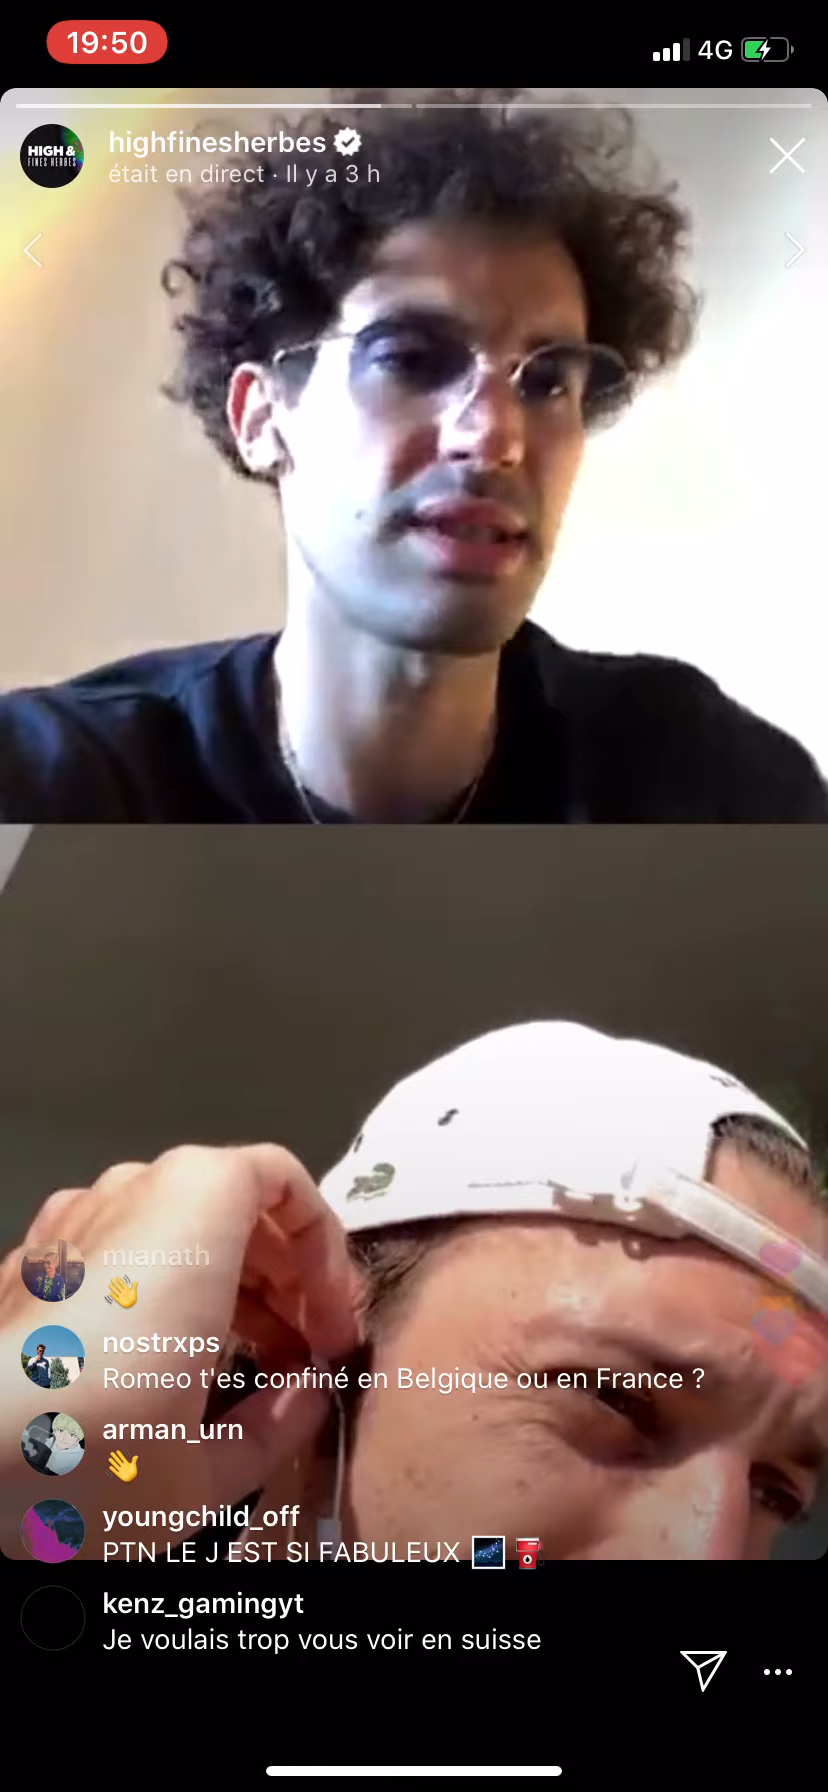 19:50
4G
HIGH &
FINES HERBES
highfinesherbes
était en direct · Il y a 3 h
mianath
👋
nostrxps
Romeo t'es confiné en Belgique ou en France ?
arman_urn
👋
youngchild_off
PTN LE J EST SI FABULEUX 🌌 ⛽
kenz_gamingyt
Je voulais trop vous voir en suisse